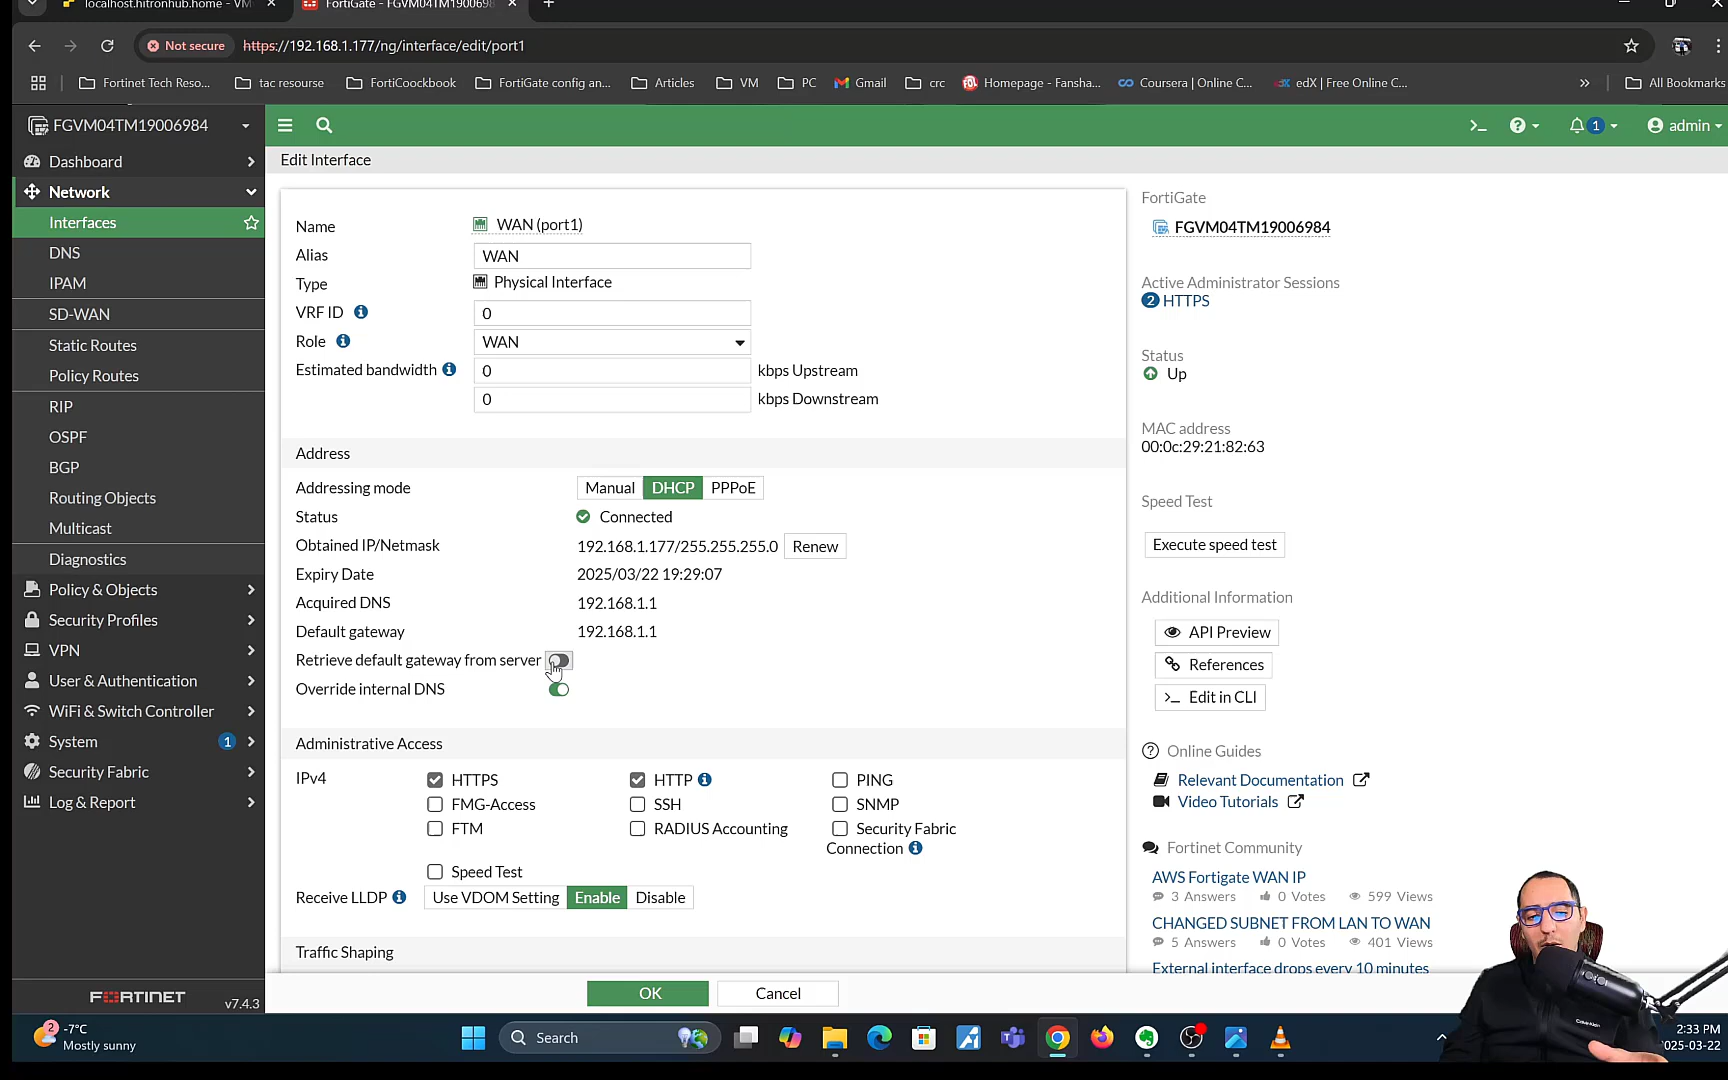 localhost.hitronhub.home - VM
FortiGate - FGVM04TM1900698
Not secure
https://192.168.1.177/ng/interface/edit/port1
Fortinet Tech Reso...
tac resourse
FortiCoockbook
FortiGate config an...
Articles
VM
PC
Gmail
crc
Homepage - Fansha...
Coursera | Online C...
edX | Free Online C...
All Bookmarks
FGVM04TM19006984
1
admin
Dashboard
Edit Interface
Network
Interfaces
DNS
IPAM
SD-WAN
Static Routes
Policy Routes
RIP
OSPF
BGP
Routing Objects
Multicast
Diagnostics
Policy & Objects
Security Profiles
VPN
User & Authentication
WiFi & Switch Controller
System 1
Security Fabric
Log & Report
FORTINET v7.4.3
Name WAN (port1)
Alias WAN
Type Physical Interface
VRF ID 0
Role WAN
Estimated bandwidth 0 kbps Upstream
0 kbps Downstream
Address
Addressing mode Manual DHCP PPPoE
Status Connected
Obtained IP/Netmask 192.168.1.177/255.255.255.0 Renew
Expiry Date 2025/03/22 19:29:07
Acquired DNS 192.168.1.1
Default gateway 192.168.1.1
Retrieve default gateway from server
Override internal DNS
Administrative Access
IPv4 HTTPS HTTP PING
FMG-Access SSH SNMP
FTM RADIUS Accounting Security Fabric
Connection
Speed Test
Receive LLDP Use VDOM Setting Enable Disable
Traffic Shaping
OK Cancel
FortiGate
FGVM04TM19006984
Active Administrator Sessions
2 HTTPS
Status
Up
MAC address
00:0c:29:21:82:63
Speed Test
Execute speed test
Additional Information
API Preview
References
Edit in CLI
Online Guides
Relevant Documentation
Video Tutorials
Fortinet Community
AWS Fortigate WAN IP
3 Answers 0 Votes 599 Views
CHANGED SUBNET FROM LAN TO WAN
5 Answers 0 Votes 401 Views
External interface drops every 10 minutes
2
-7°C
Mostly sunny
Search
2:33 PM
2025-03-22